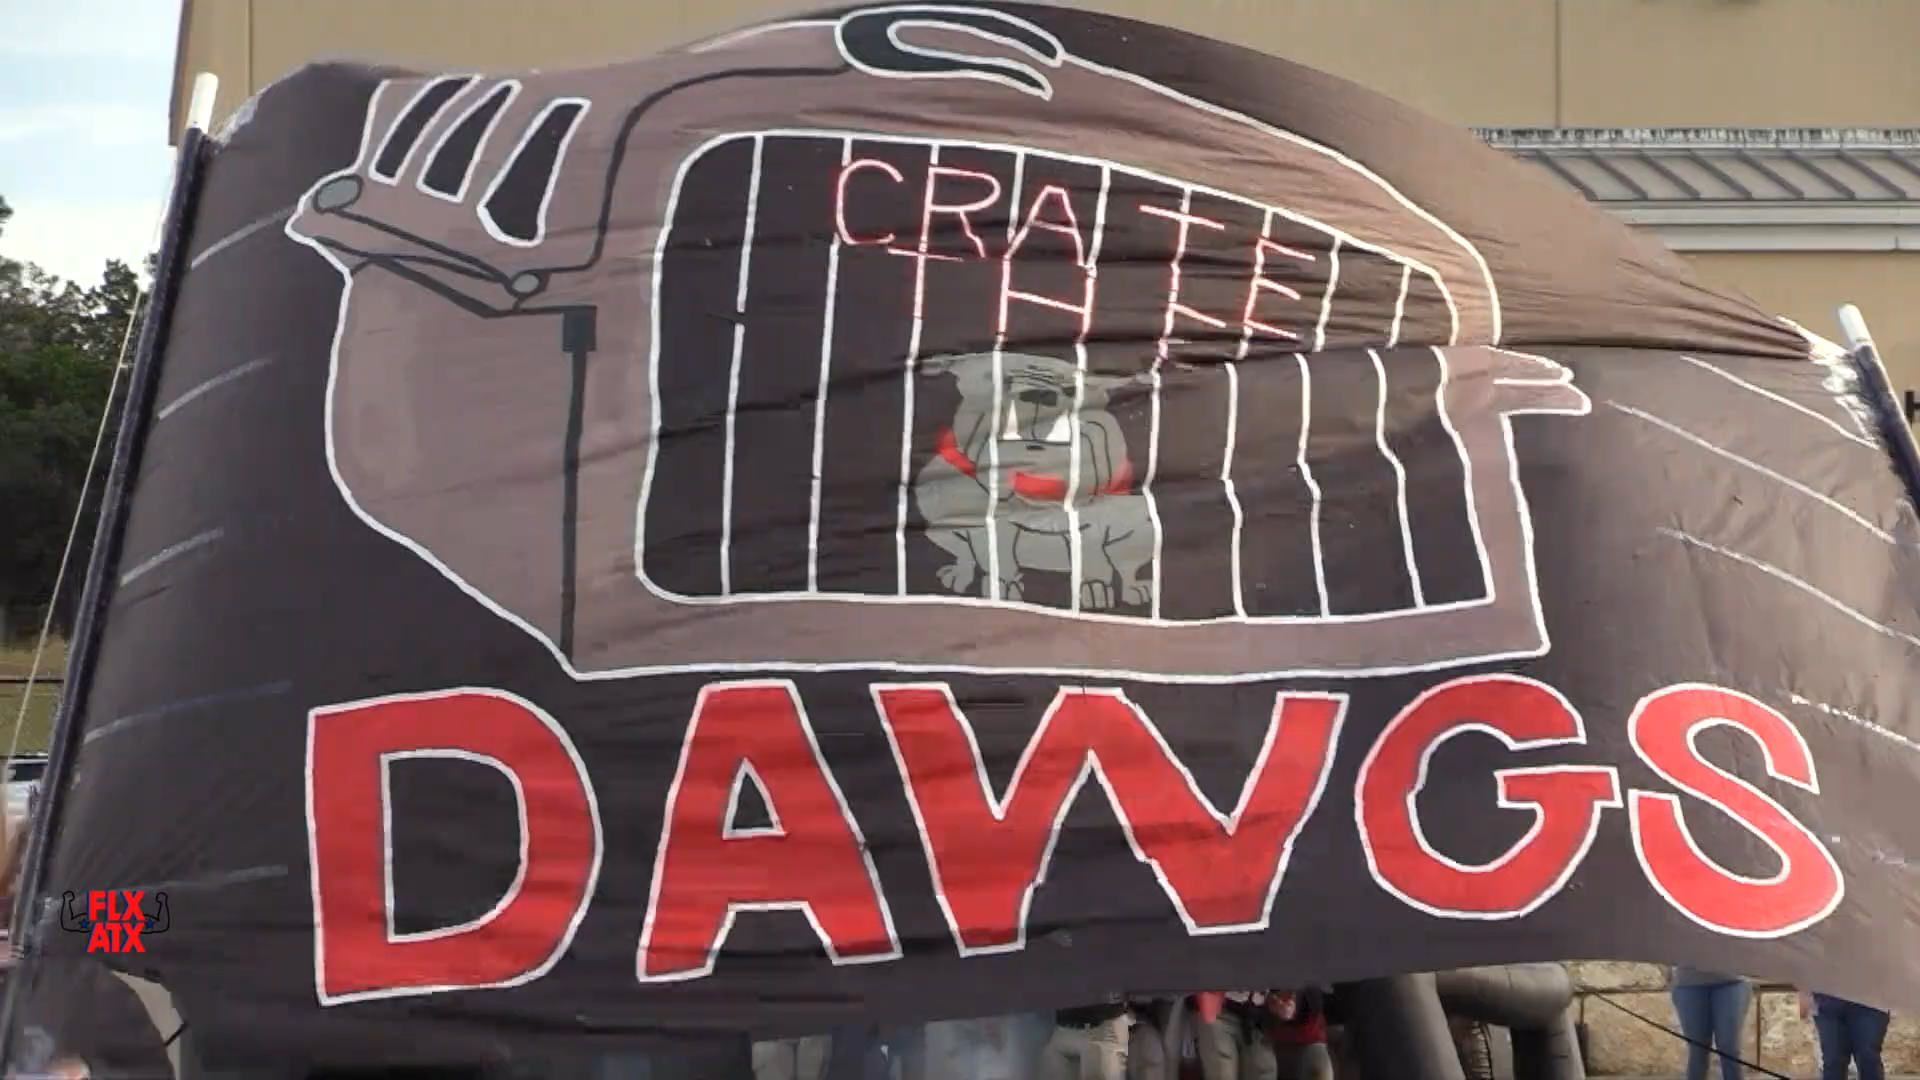 CRATE
THE
DAWGS
FLX
ATX